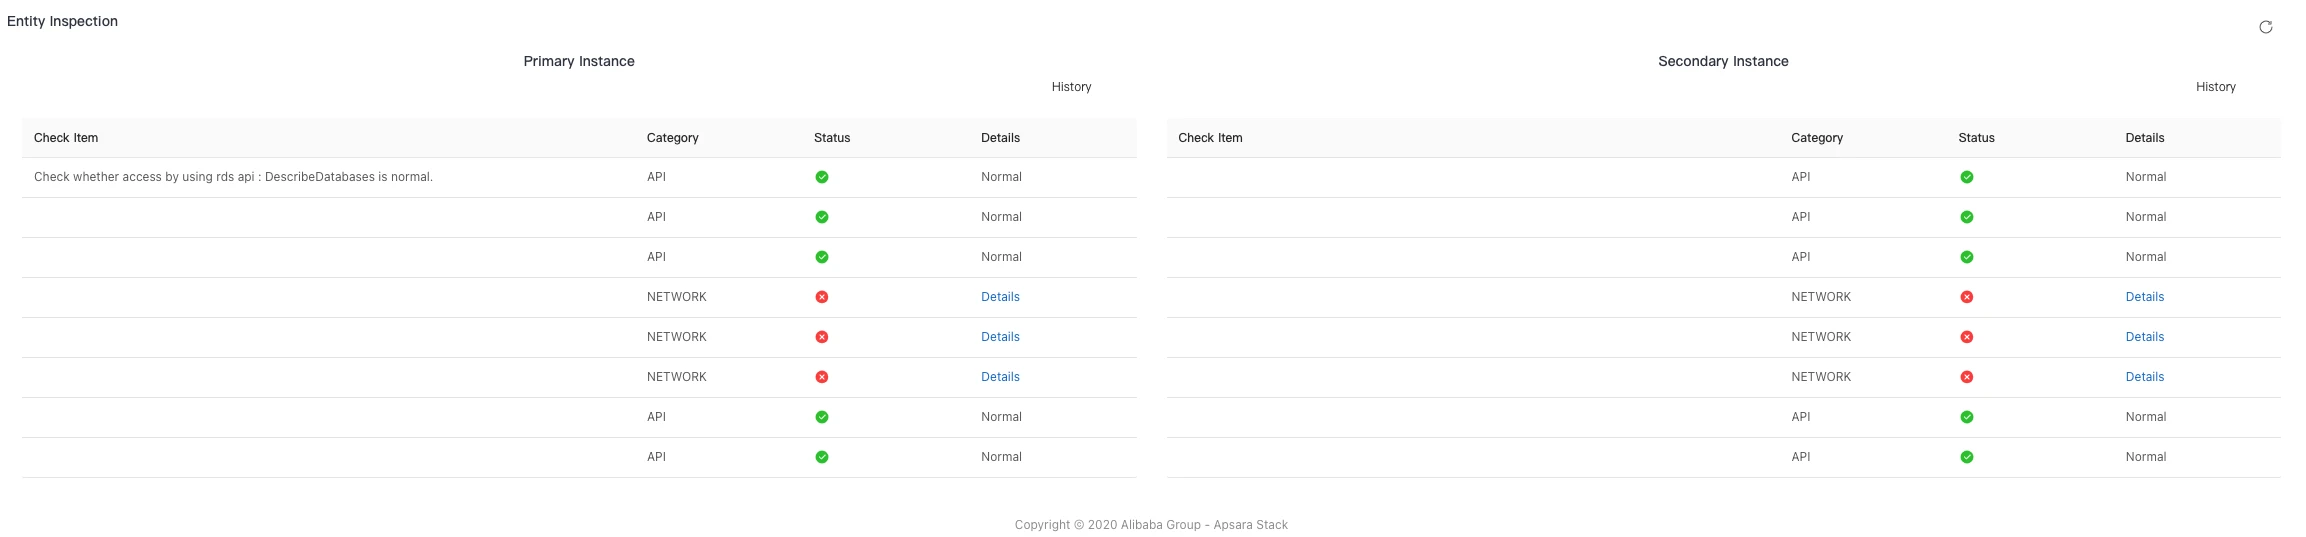 Entity Inspection
Primary Instance
History
Check Item Category Status Details
Check whether access by using rds api : DescribeDatabases is normal. API Normal
API Normal
API Normal
NETWORK Details
NETWORK Details
NETWORK Details
API Normal
API Normal
Secondary Instance
History
Check Item Category Status Details
API Normal
API Normal
API Normal
NETWORK Details
NETWORK Details
NETWORK Details
API Normal
API Normal
Copyright © 2020 Alibaba Group - Apsara Stack